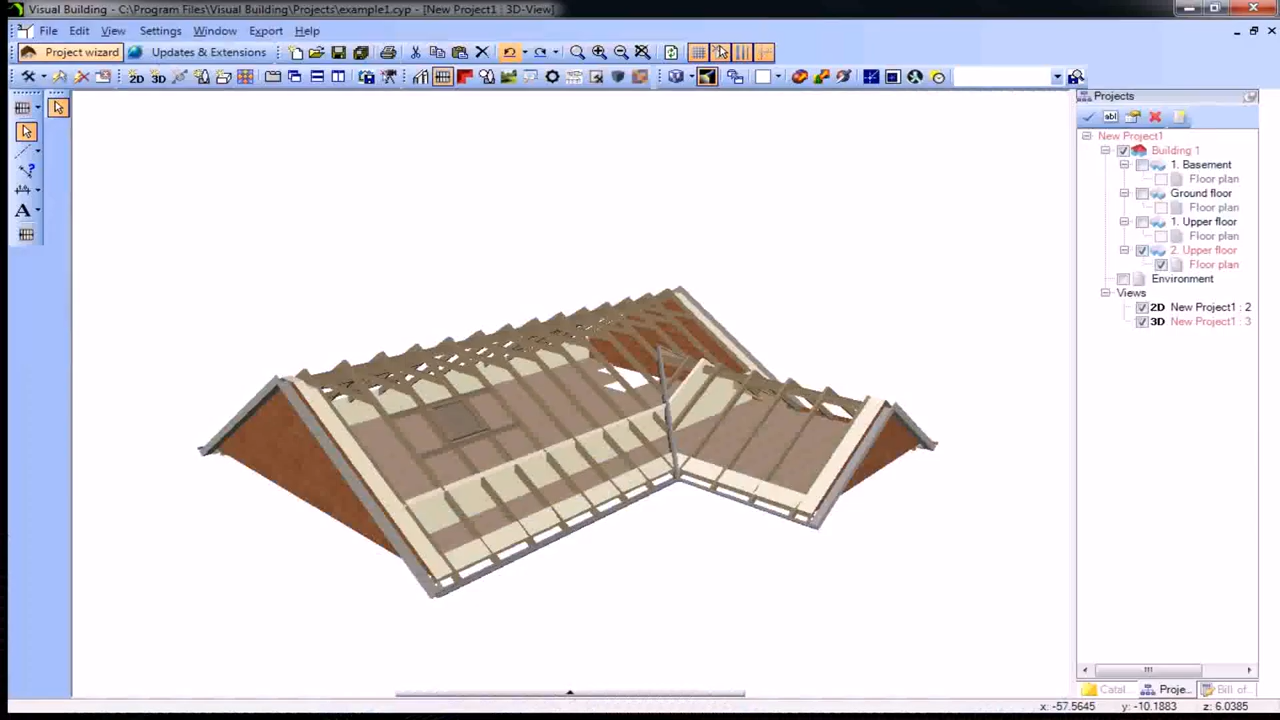 Visual Building - C:\Program Files\Visual Building\Projects\example1.cyp - [New Project1 : 3D-View]
File Edit View Settings Window Export Help
Project wizard Updates & Extensions
2D 3D
Projects
abl
New Project1
Building 1
1. Basement
Floor plan
Ground floor
Floor plan
1. Upper floor
Floor plan
2. Upper floor
Floor plan
Environment
Views
2D New Project1 : 2
3D New Project1 : 3
A
Catal Proje... Bill of
x: -57.5645 y: -10.1883 z: 6.0385